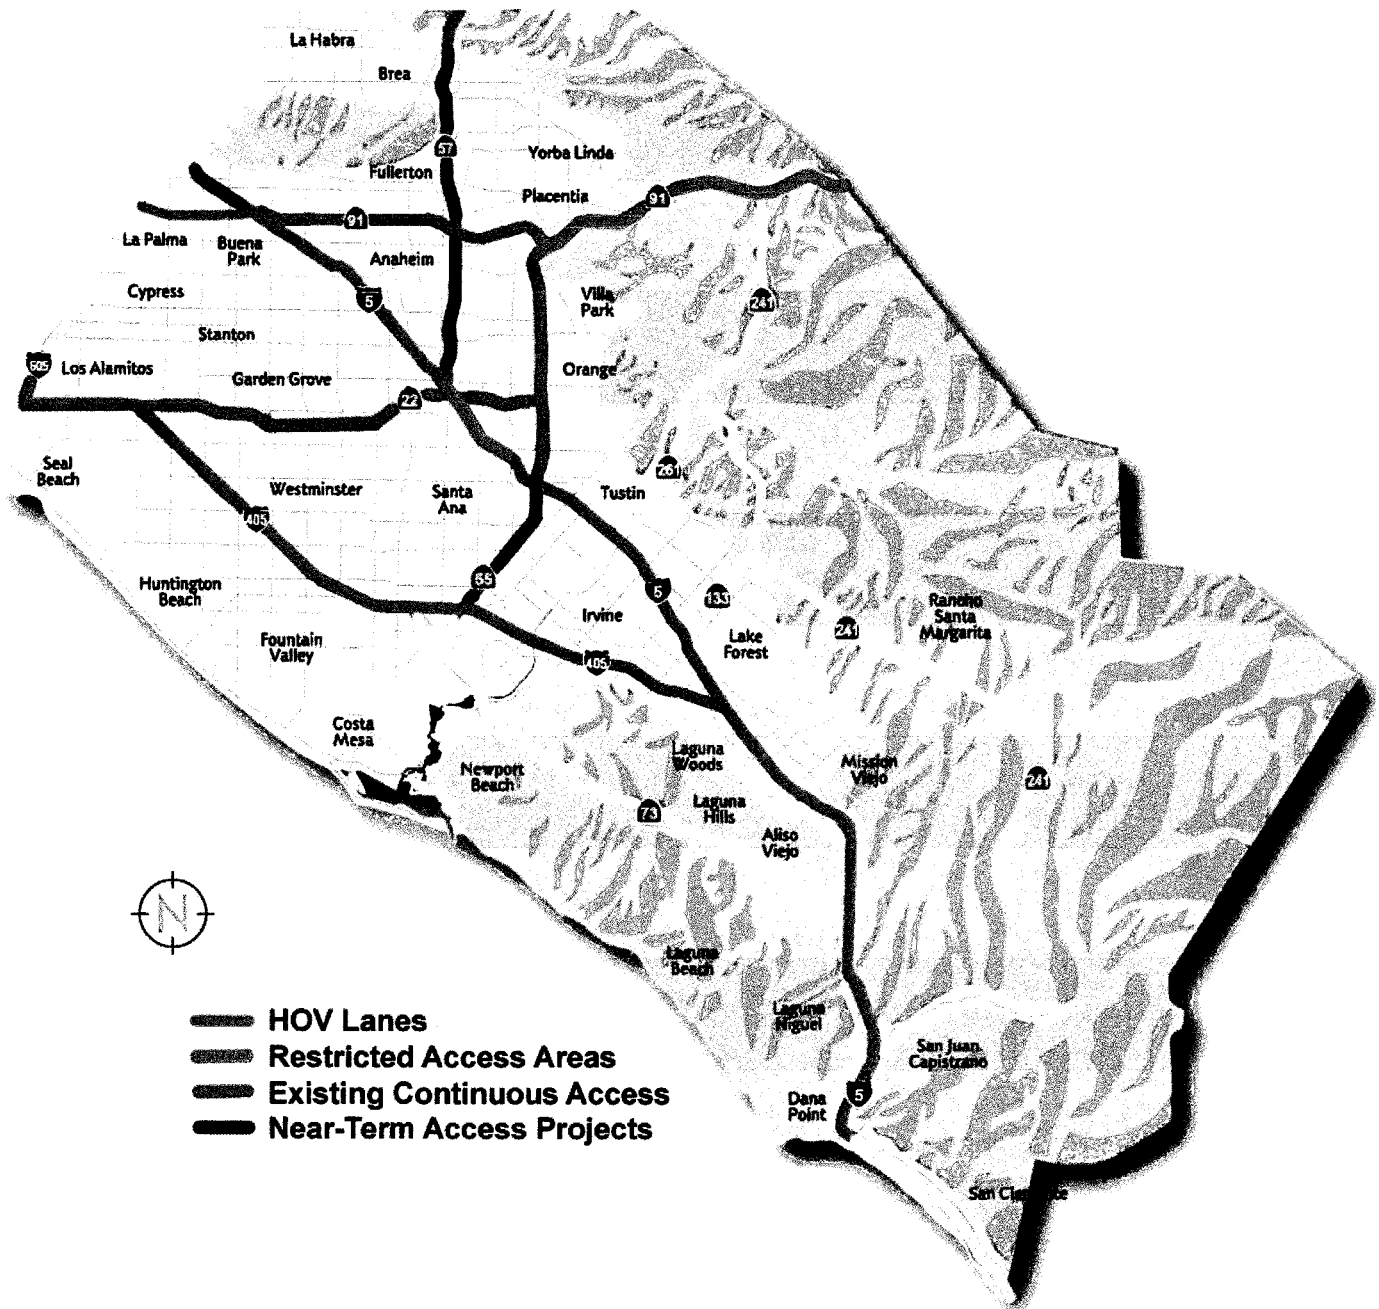 La Habra
Brea
57
Yorba Linda
Fullerton
Placentia
91
91
La Palma
Buena
Park
Anaheim
Cypress
5
Villa
Park
241
Stanton
605
Los Alamitos
Garden Grove
Orange
22
Seal
Beach
261
Westminster
Santa
Ana
Tustin
405
55
Huntington
Beach
5
133
Irvine
Rancho
Santa
Margarita
241
Lake
Forest
Fountain
Valley
405
Costa
Mesa
Laguna
Woods
Mission
Viejo
Newport
Beach
241
Laguna
Hills
73
Aliso
Viejo
N
Laguna
Beach
Laguna
Niguel
HOV Lanes
Restricted Access Areas
Existing Continuous Access
Near-Term Access Projects
San Juan
Capistrano
5
Dana
Point
San Clemente